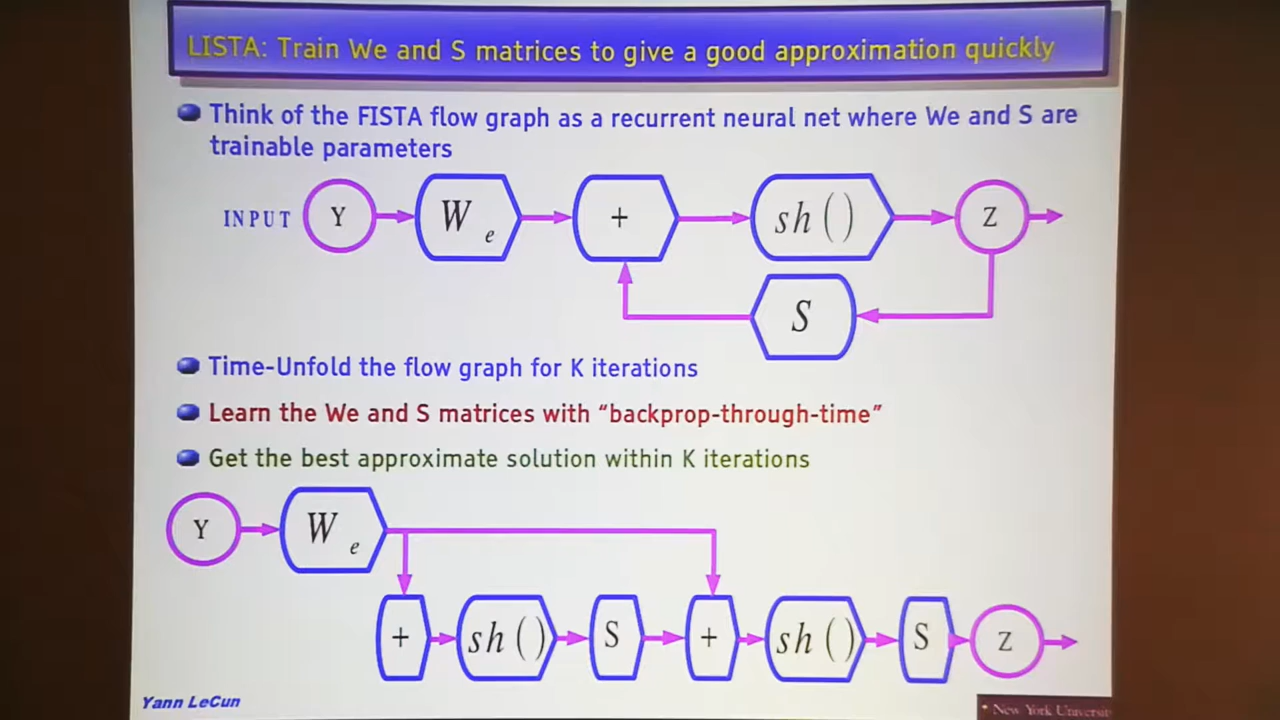 LISTA: Train We and S matrices to give a good approximation quickly
Think of the FISTA flow graph as a recurrent neural net where We and S are
trainable parameters
INPUT Y W e + sh () Z
S
Time-Unfold the flow graph for K iterations
Learn the We and S matrices with “backprop-through-time”
Get the best approximate solution within K iterations
Y W e
+ sh () S + sh () S Z
Yann LeCun
New York